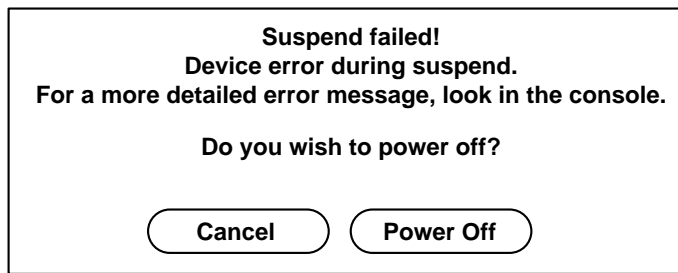 Suspend failed!
Device error during suspend.
For a more detailed error message, look in the console.
Do you wish to power off?
Cancel
Power Off